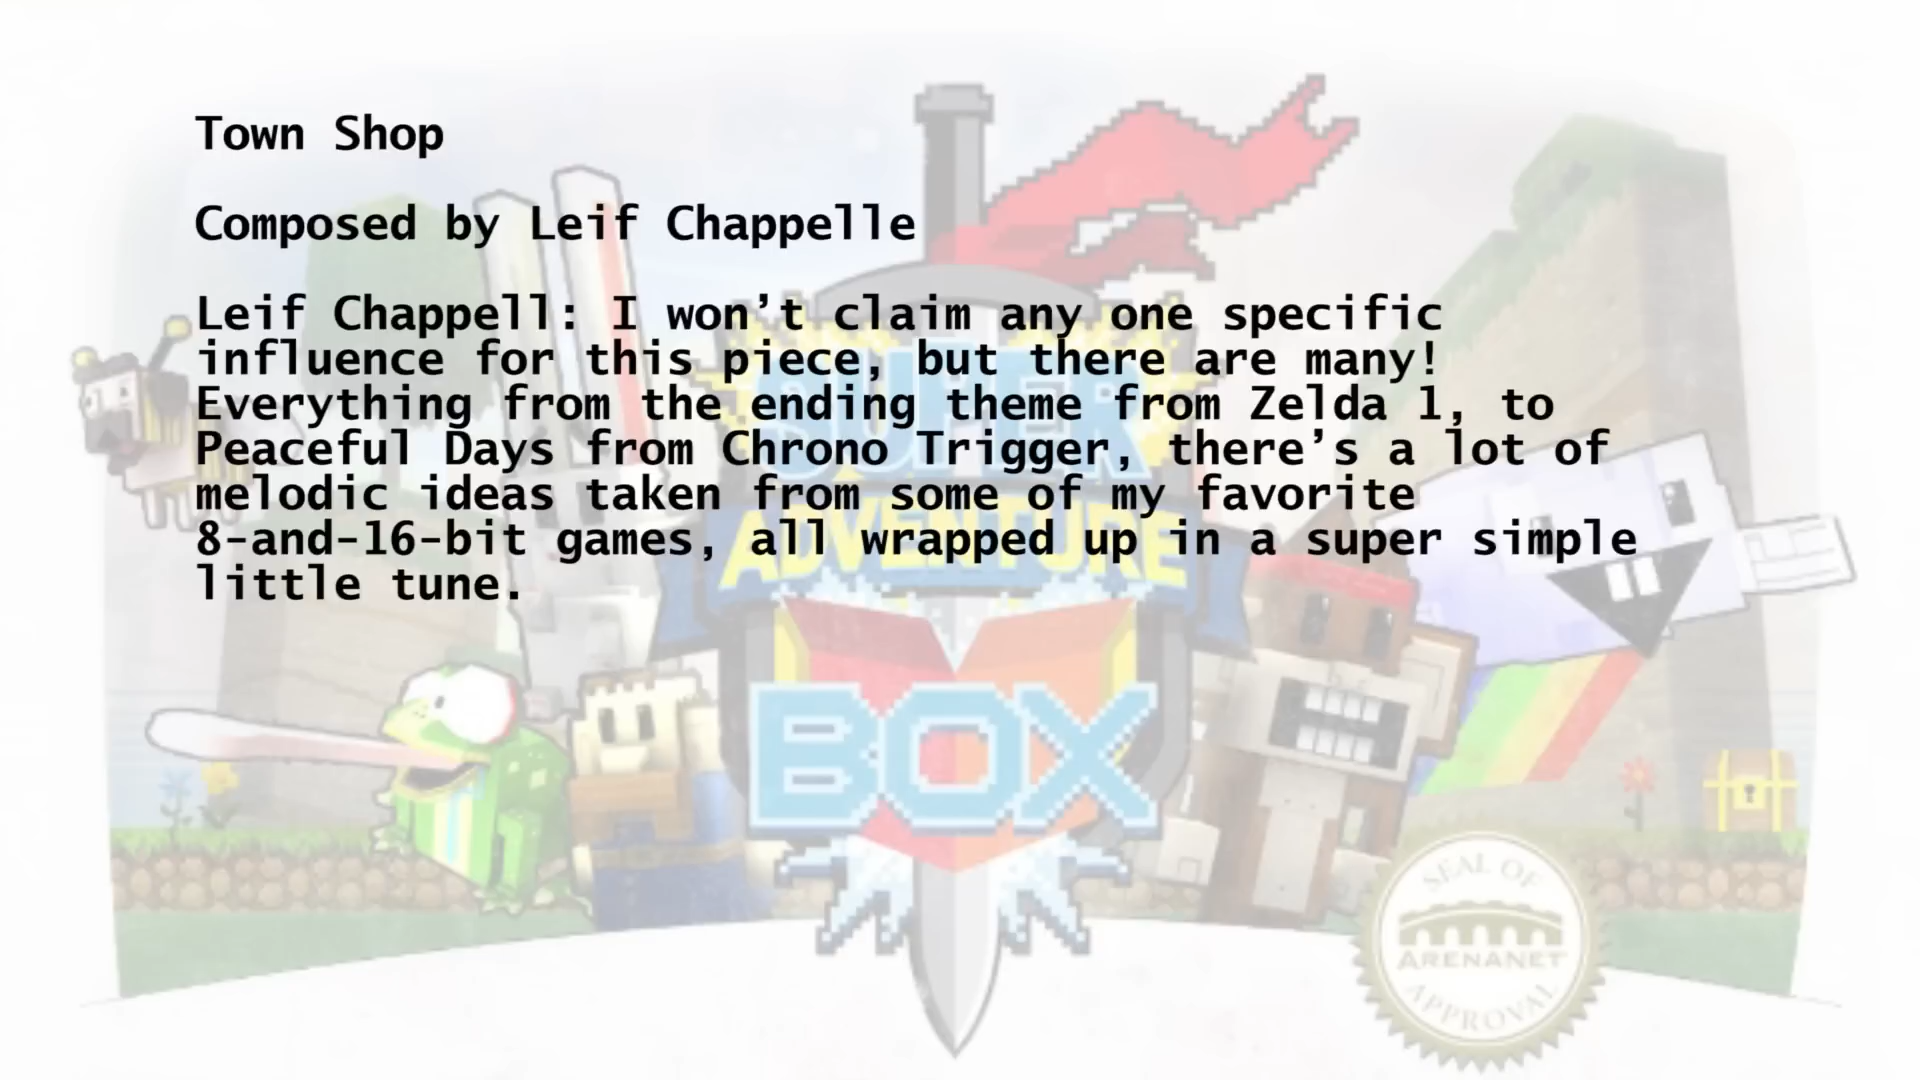 Town Shop
Composed by Leif Chappelle
Leif Chappell: I won’t claim any one specific
influence for this piece, but there are many!
Everything from the ending theme from Zelda 1, to
Peaceful Days from Chrono Trigger, there’s a lot of
melodic ideas taken from some of my favorite
8-and-16-bit games, all wrapped up in a super simple
little tune.
SUPER
ADVENTURE
BOX
SEAL OF
ARENANET
APPROVAL